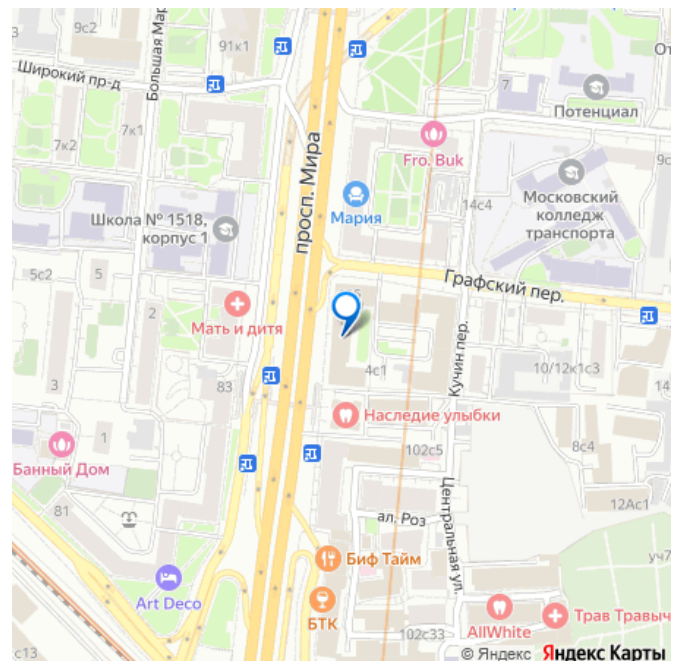 9с2
91к1
Большая Мар
Широкий пр-д
От
7
Потенциал
7к2
7к1
просп. Мира
Fro. Buk
9с
Мария
14с4
Московский
колледж
транспорта
Школа № 1518,
корпус 1
5с2
5
Графский пер.
2
Мать и дитя
Кучин пер.
4с1
10/12к1с3
3
83
14
Наследие улыбки
1
102с5
8с4
Банный Дом
Центральная ул.
81
ал. Роз
12Ас1
Биф Тайм
уч7
Art Deco
БТК
AllWhite
Трав Травыч
102с33
с13
© Яндекс Яндекс Карты